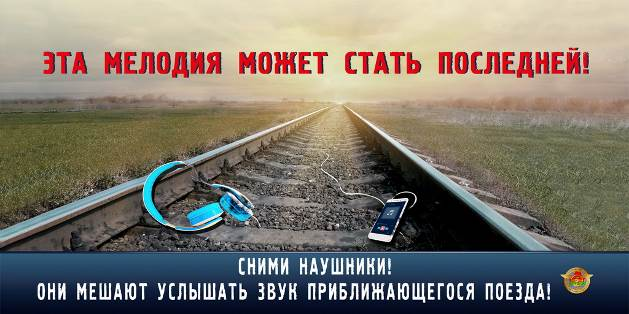 ЭТА МЕЛОДИЯ МОЖЕТ СТАТЬ ПОСЛЕДНЕЙ!
СНИМИ НАУШНИКИ!
ОНИ МЕШАЮТ УСЛЫШАТЬ ЗВУК ПРИБЛИЖАЮЩЕГОСЯ ПОЕЗДА!